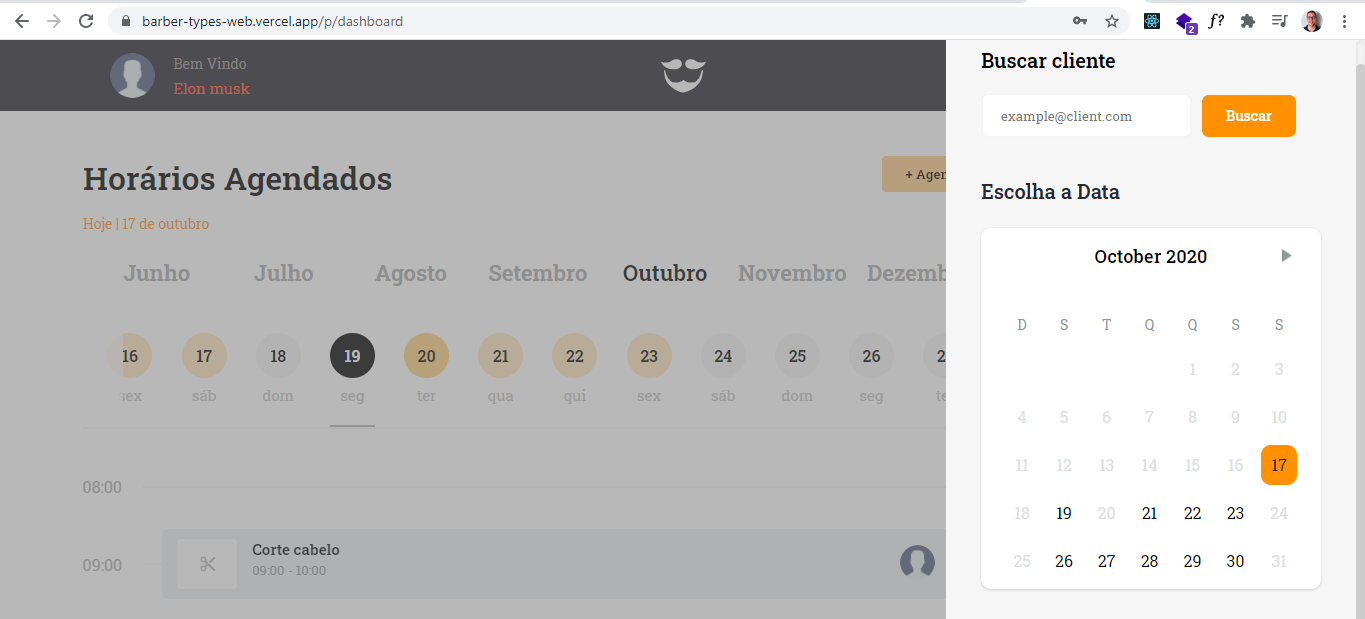 barber-types-web.vercel.app/p/dashboard
f?
2
Bem Vindo
Elon musk
Horários Agendados
+ Agen
Hoje | 17 de outubro
Junho Julho Agosto Setembro Outubro Novembro Dezemb
16 17 18 19 20 21 22 23 24 25 26 2
sex sáb dom seg ter qua qui sex sáb dom seg te
08:00
09:00
Corte cabelo
09:00 - 10:00
Buscar cliente
example@client.com
Buscar
Escolha a Data
October 2020
D S T Q Q S S
1 2 3
4 5 6 7 8 9 10
11 12 13 14 15 16 17
18 19 20 21 22 23 24
25 26 27 28 29 30 31